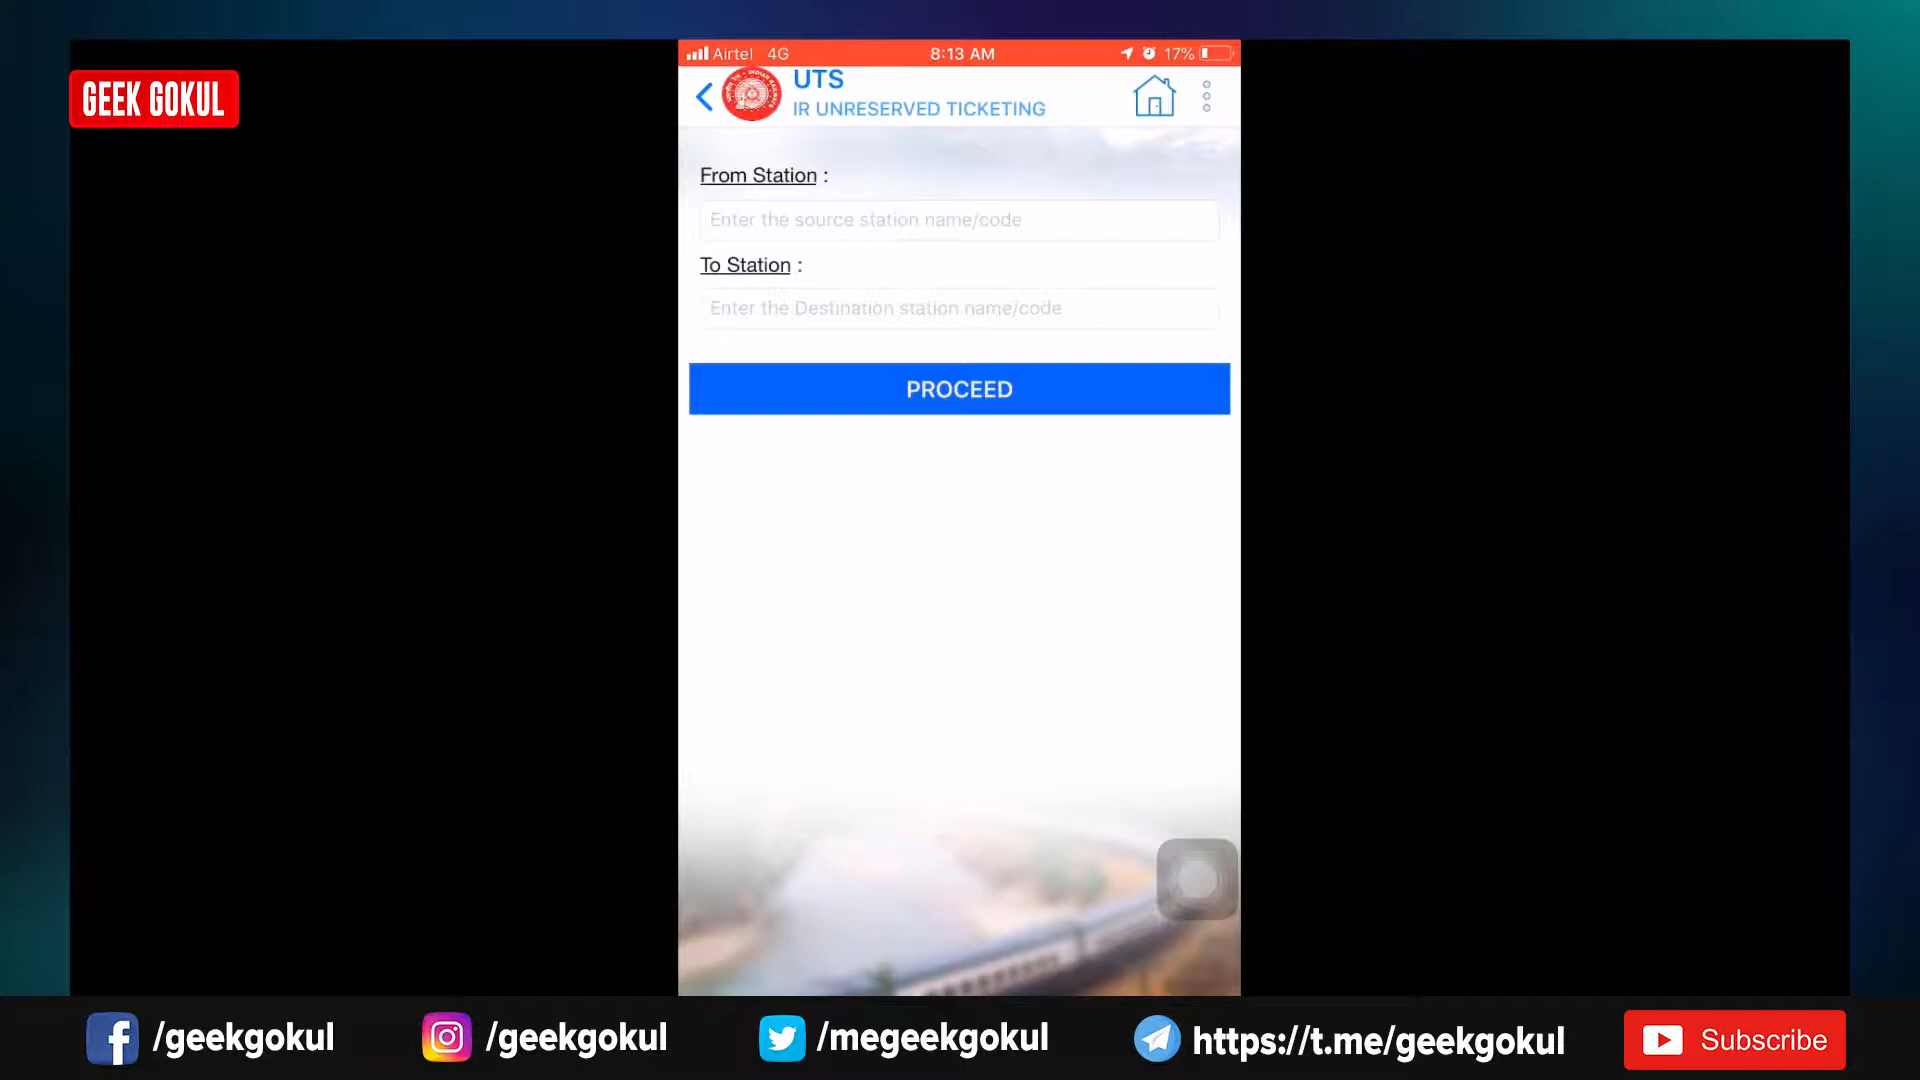 Airtel 4G 8:13 AM 17%
GEEK GOKUL
UTS
IR UNRESERVED TICKETING
From Station :
Enter the source station name/code
To Station :
Enter the Destination station name/code
PROCEED
/geekgokul /geekgokul /megeekgokul https://t.me/geekgokul Subscribe